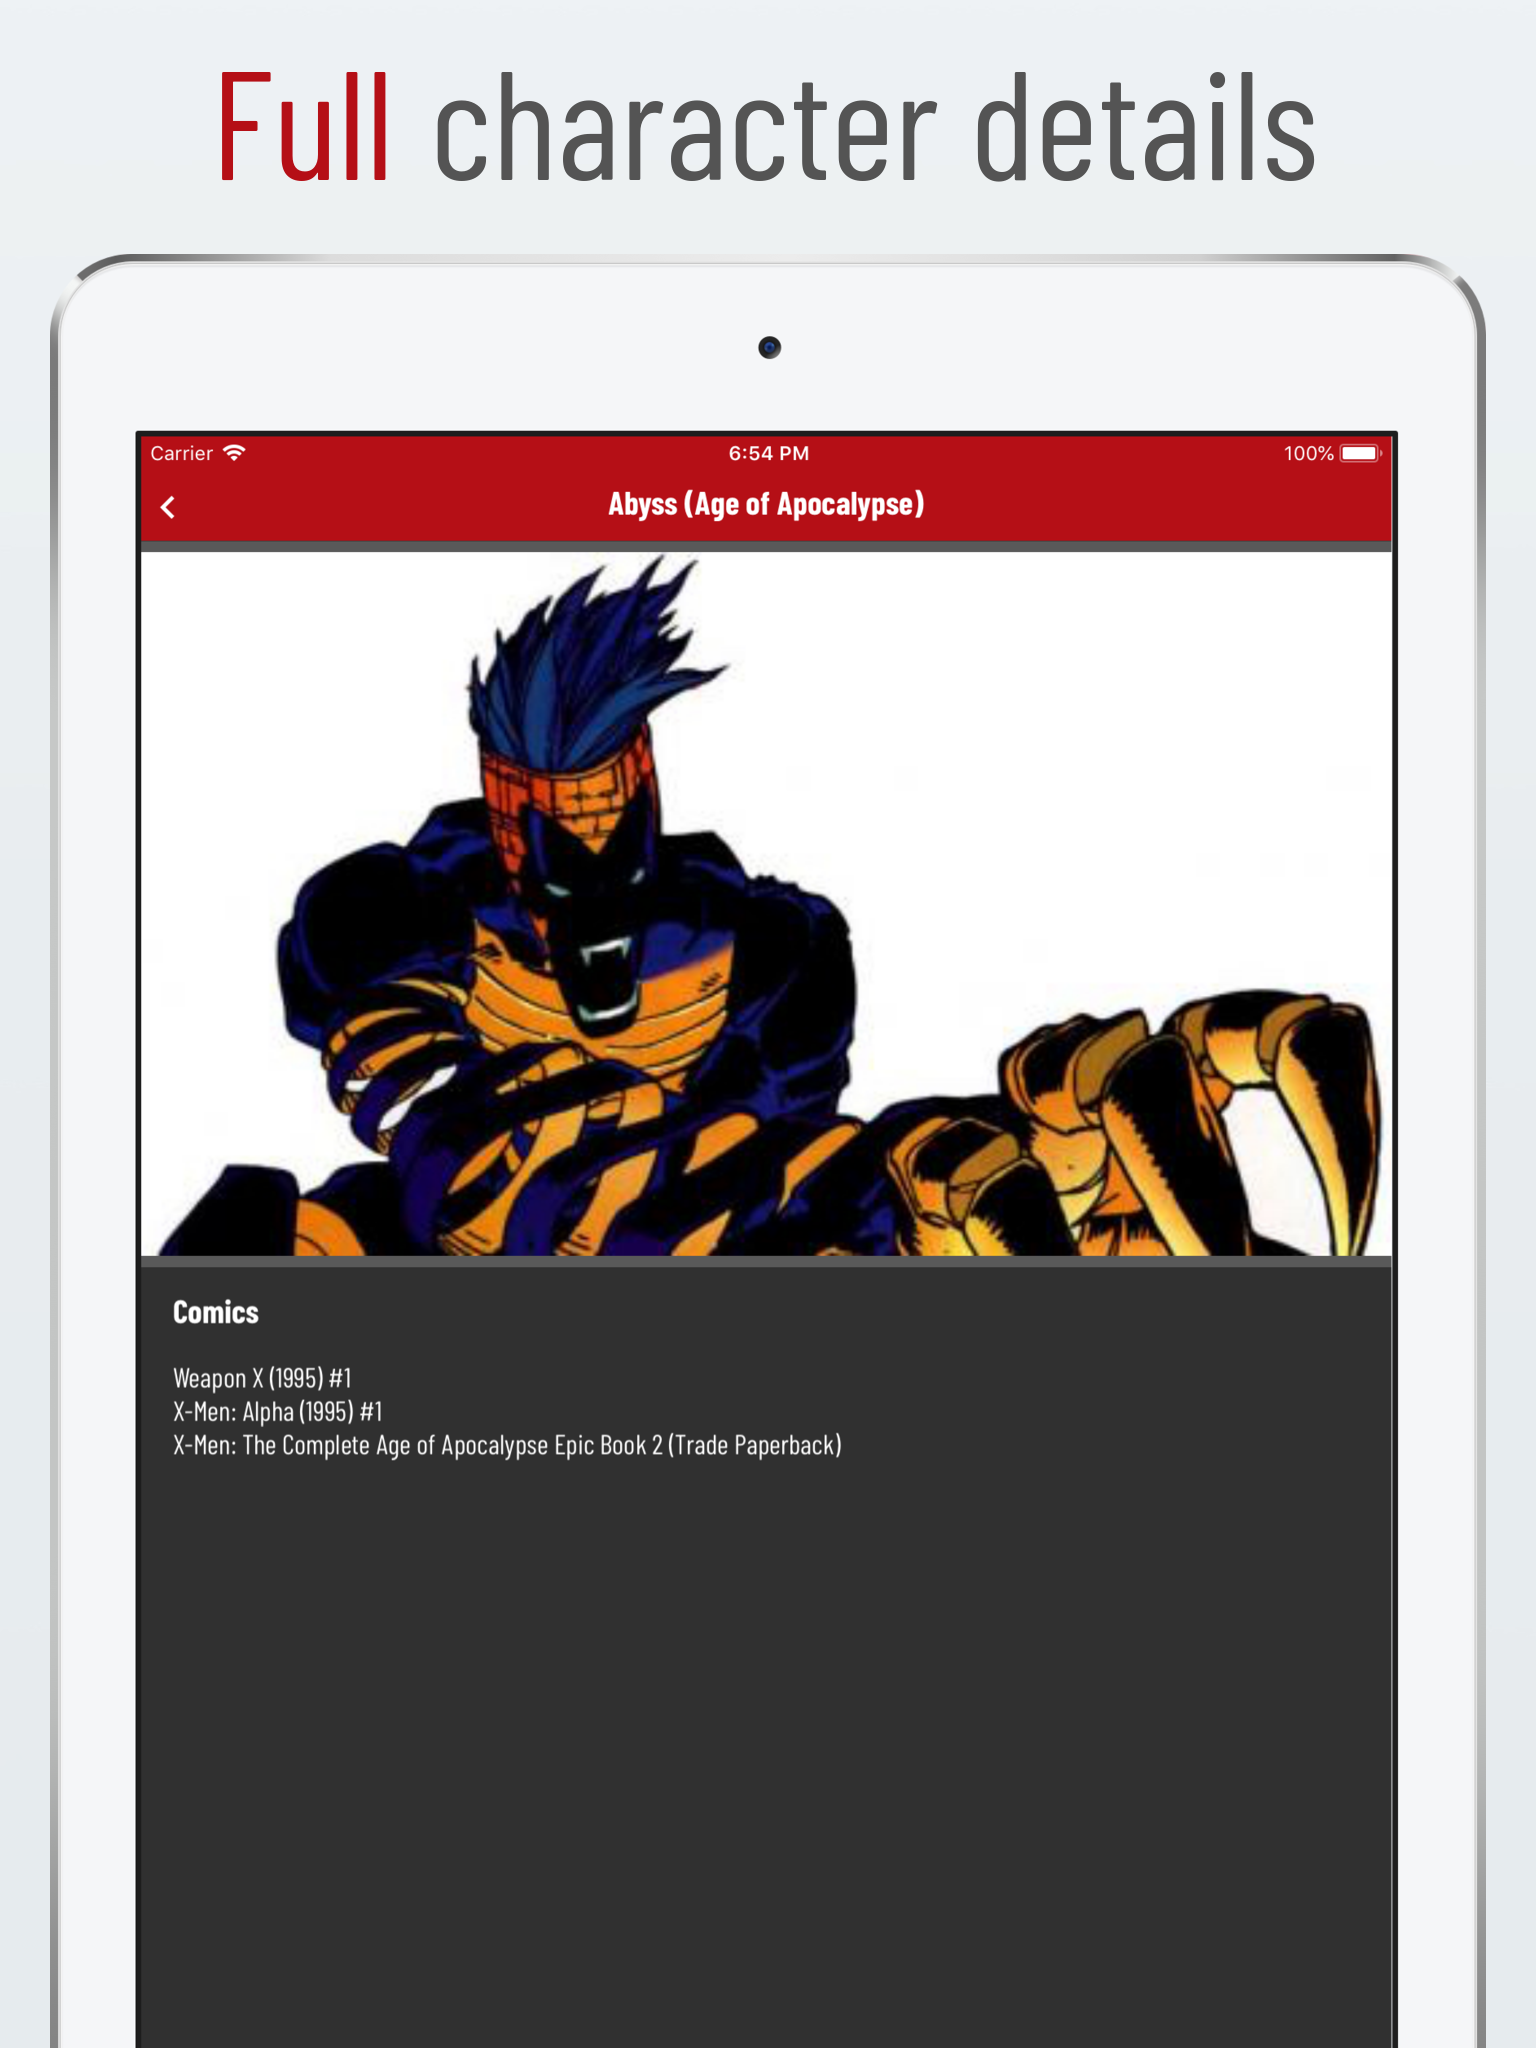 Full character details
Carrier 6:54 PM 100%
Abyss (Age of Apocalypse)
Comics
Weapon X (1995) #1
X-Men: Alpha (1995) #1
X-Men: The Complete Age of Apocalypse Epic Book 2 (Trade Paperback)